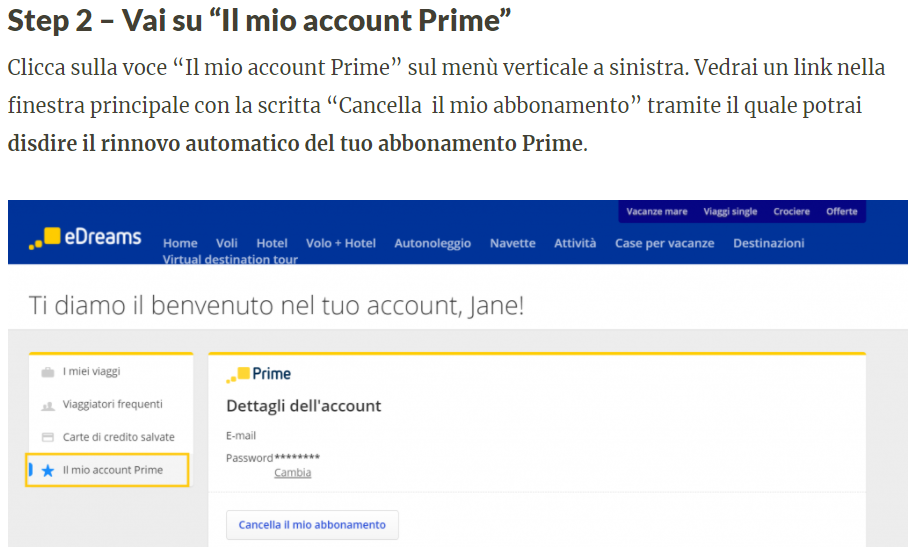 Step 2 – Vai su “Il mio account Prime”
Clicca sulla voce “Il mio account Prime” sul menù verticale a sinistra. Vedrai un link nella
finestra principale con la scritta “Cancella  il mio abbonamento” tramite il quale potrai
disdire il rinnovo automatico del tuo abbonamento Prime.
Vacanze mare Viaggi single Crociere Offerte
eDreams
Home Voli Hotel Volo + Hotel Autonoleggio Navette Attività Case per vacanze Destinazioni
Virtual destination tour
Ti diamo il benvenuto nel tuo account, Jane!
I miei viaggi
Viaggiatori frequenti
Carte di credito salvate
Il mio account Prime
Prime
Dettagli dell'account
E-mail
Password ********
Cambia
Cancella il mio abbonamento